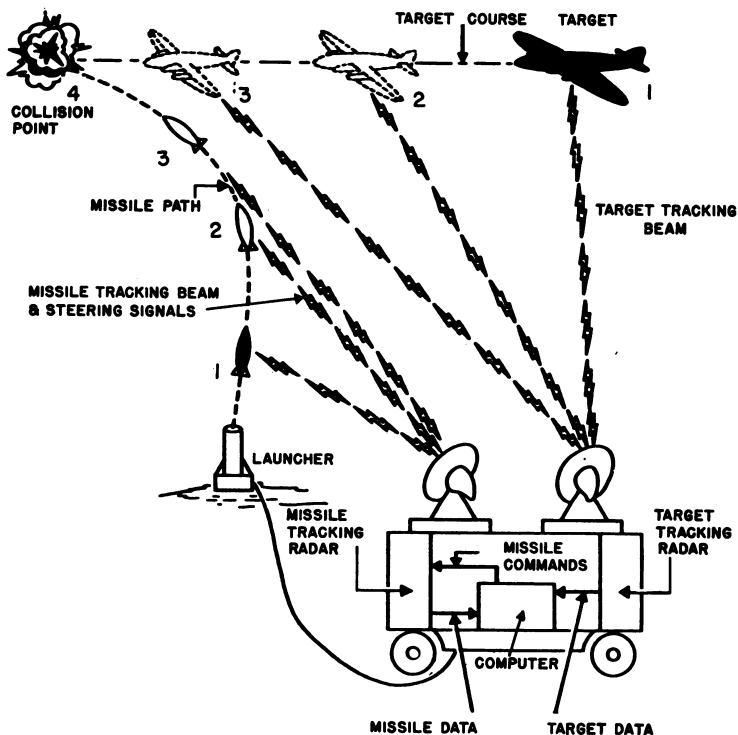 TARGET COURSE
TARGET
4
3
2
1
COLLISION
POINT
3
MISSILE PATH
2
TARGET TRACKING
BEAM
MISSILE TRACKING BEAM
& STEERING SIGNALS
1
LAUNCHER
MISSILE
TRACKING
RADAR
MISSILE
COMMANDS
TARGET
TRACKING
RADAR
COMPUTER
MISSILE DATA
TARGET DATA